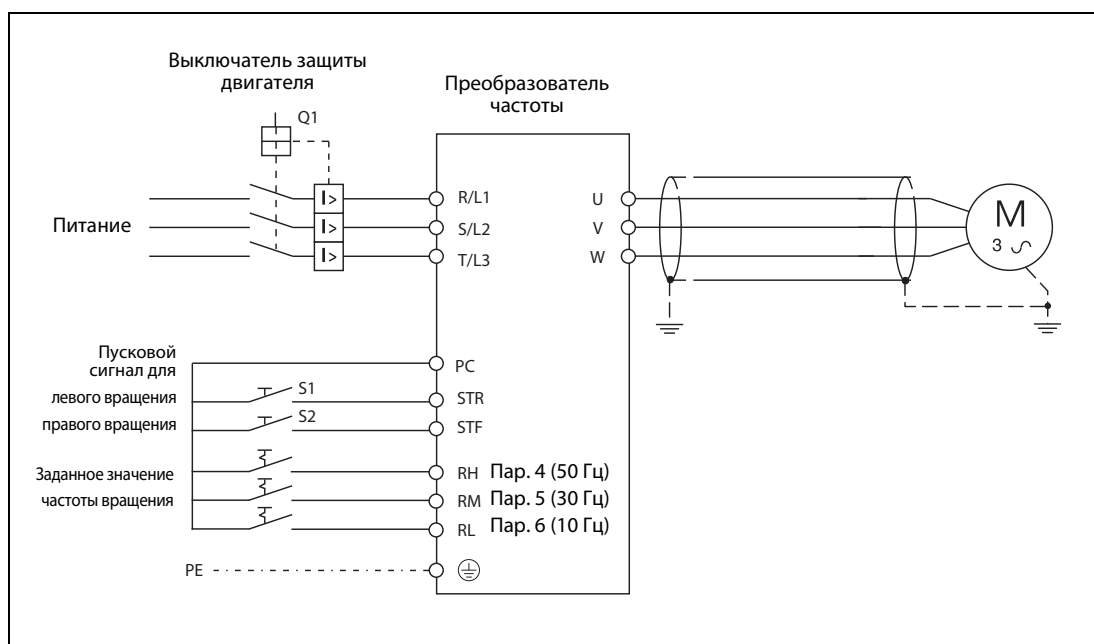 Выключатель защиты
двигателя
Q1
Преобразователь
частоты
Питание
I>
I>
I>
R/L1
S/L2
T/L3
U
V
W
M
3
Пусковой
сигнал для
левого вращения
правого вращения
S1
S2
PC
STR
STF
Заданное значение
частоты вращения
RH Пар. 4 (50 Гц)
RM Пар. 5 (30 Гц)
RL Пар. 6 (10 Гц)
PE